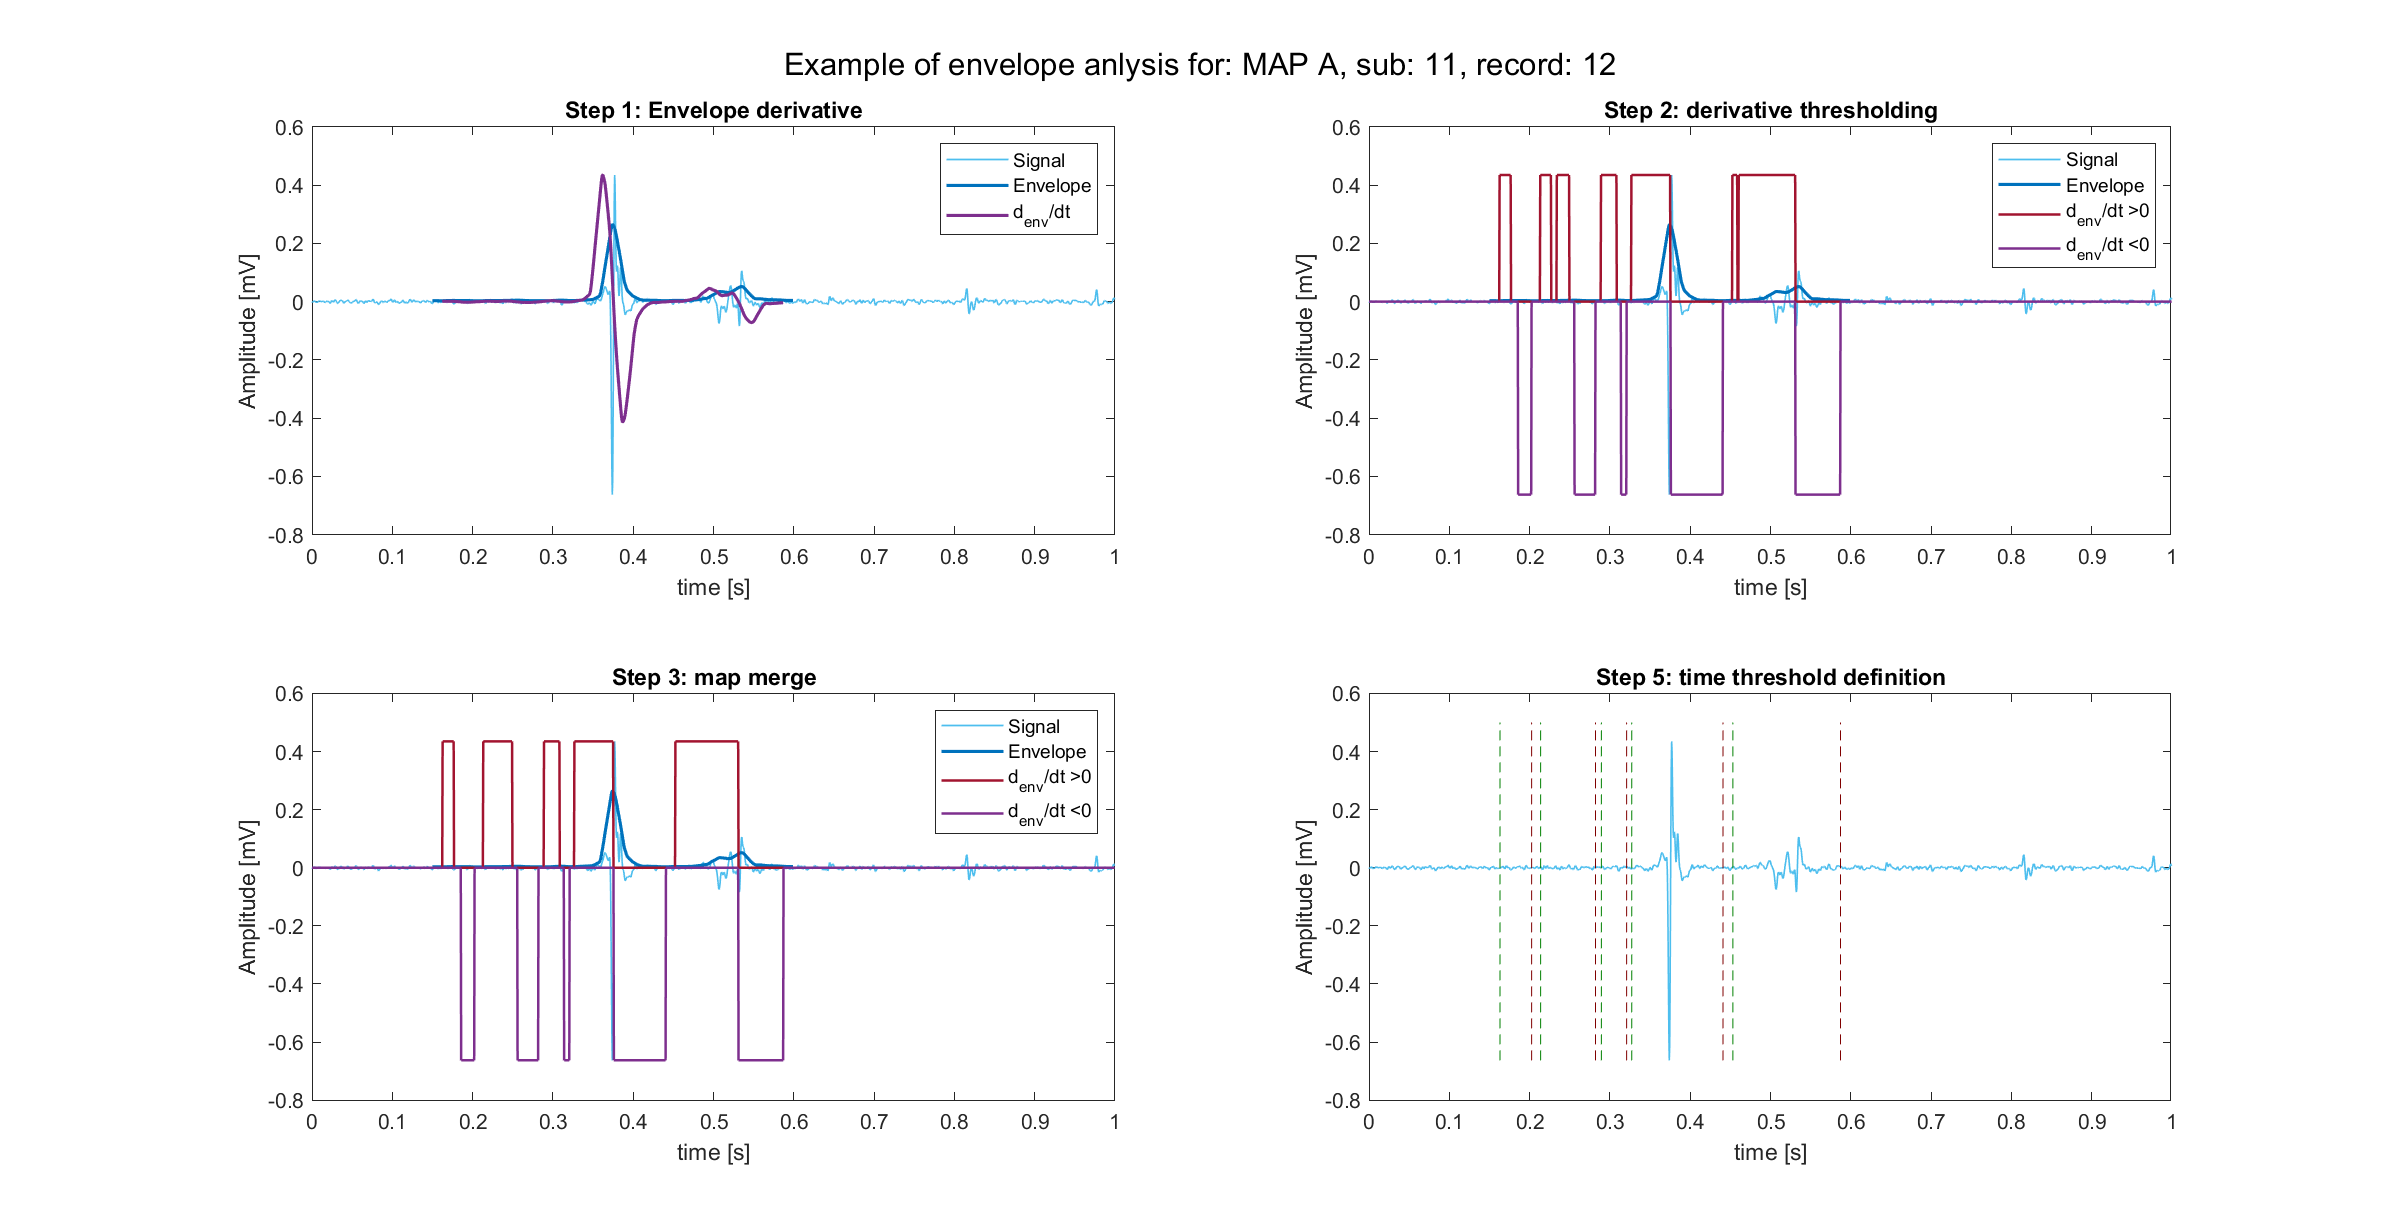 Example of envelope anlysis for: MAP A, sub: 11, record: 12
Step 1: Envelope derivative
0.6
0.4
0.2
0
-0.2
-0.4
-0.6
-0.8
Amplitude [mV]
0 0.1 0.2 0.3 0.4 0.5 0.6 0.7 0.8 0.9 1
time [s]
Signal
Envelope
d_env/dt
Step 2: derivative thresholding
0.6
0.4
0.2
0
-0.2
-0.4
-0.6
-0.8
Amplitude [mV]
0 0.1 0.2 0.3 0.4 0.5 0.6 0.7 0.8 0.9 1
time [s]
Signal
Envelope
d_env/dt >0
d_env/dt <0
Step 3: map merge
0.6
0.4
0.2
0
-0.2
-0.4
-0.6
-0.8
Amplitude [mV]
0 0.1 0.2 0.3 0.4 0.5 0.6 0.7 0.8 0.9 1
time [s]
Signal
Envelope
d_env/dt >0
d_env/dt <0
Step 5: time threshold definition
0.6
0.4
0.2
0
-0.2
-0.4
-0.6
-0.8
Amplitude [mV]
0 0.1 0.2 0.3 0.4 0.5 0.6 0.7 0.8 0.9 1
time [s]